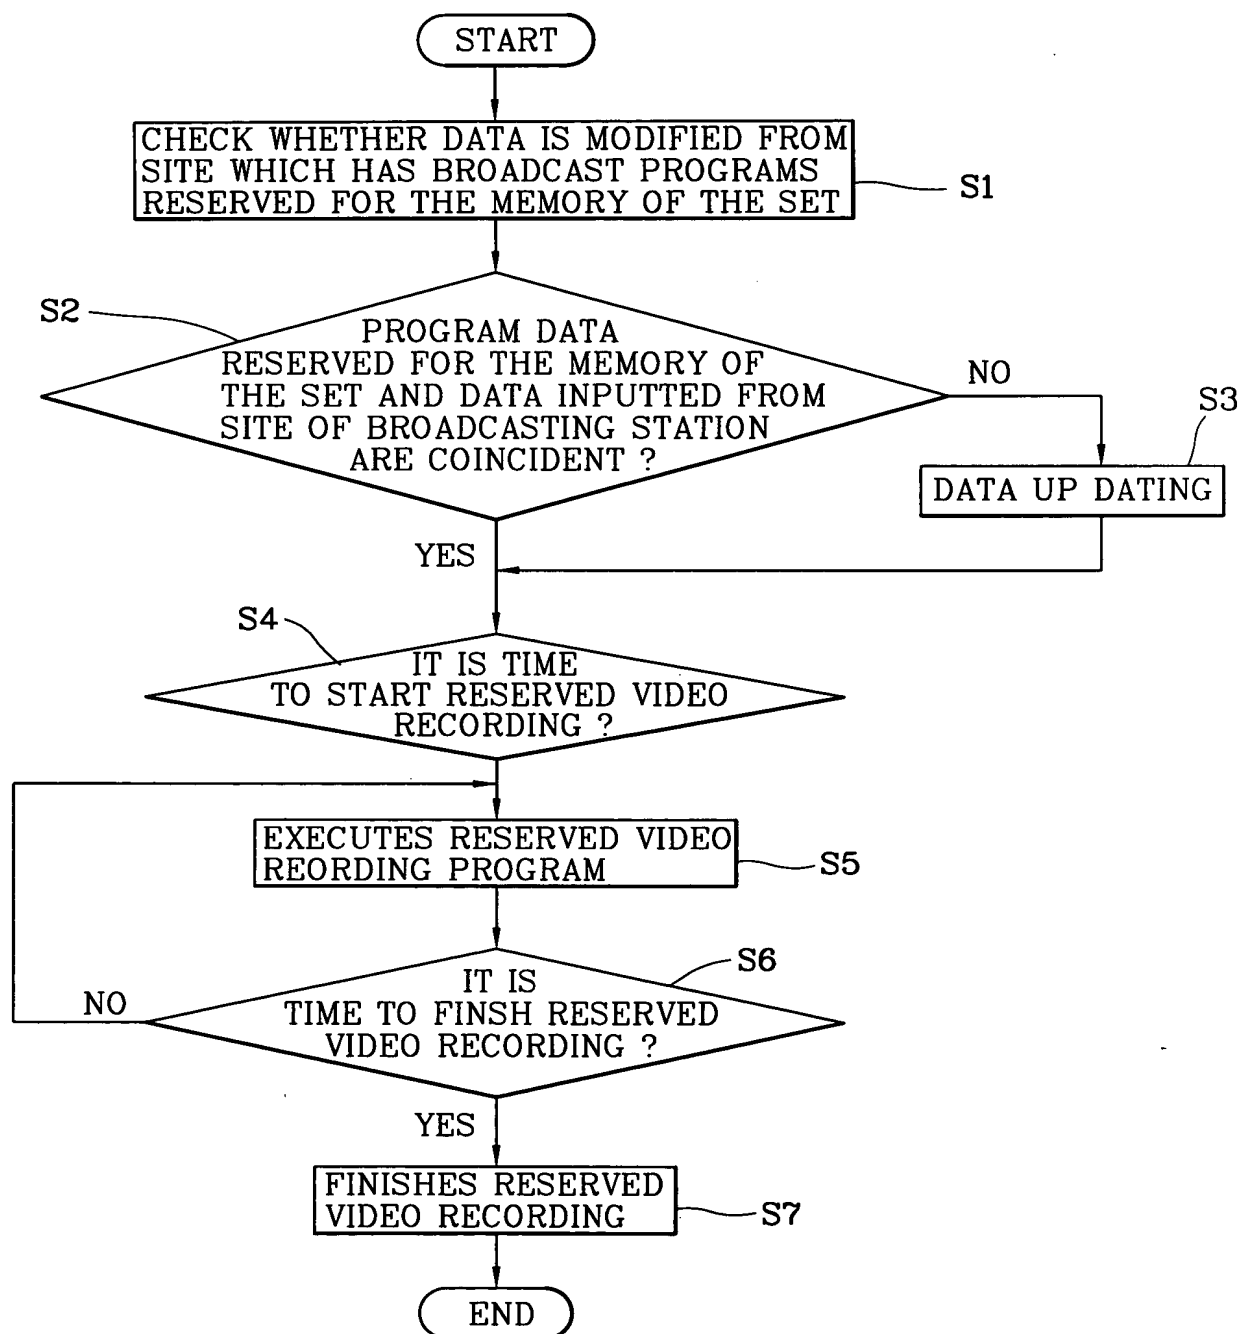 START
CHECK WHETHER DATA IS MODIFIED FROM
SITE WHICH HAS BROADCAST PROGRAMS
RESERVED FOR THE MEMORY OF THE SET
S1
S2
PROGRAM DATA
RESERVED FOR THE MEMORY OF
THE SET AND DATA INPUTTED FROM
SITE OF BROADCASTING STATION
ARE COINCIDENT ?
NO
S3
DATA UP DATING
YES
S4
IT IS TIME
TO START RESERVED VIDEO
RECORDING ?
EXECUTES RESERVED VIDEO
REORDING PROGRAM
S5
S6
IT IS
TIME TO FINSH RESERVED
VIDEO RECORDING ?
NO
YES
FINISHES RESERVED
VIDEO RECORDING
S7
END